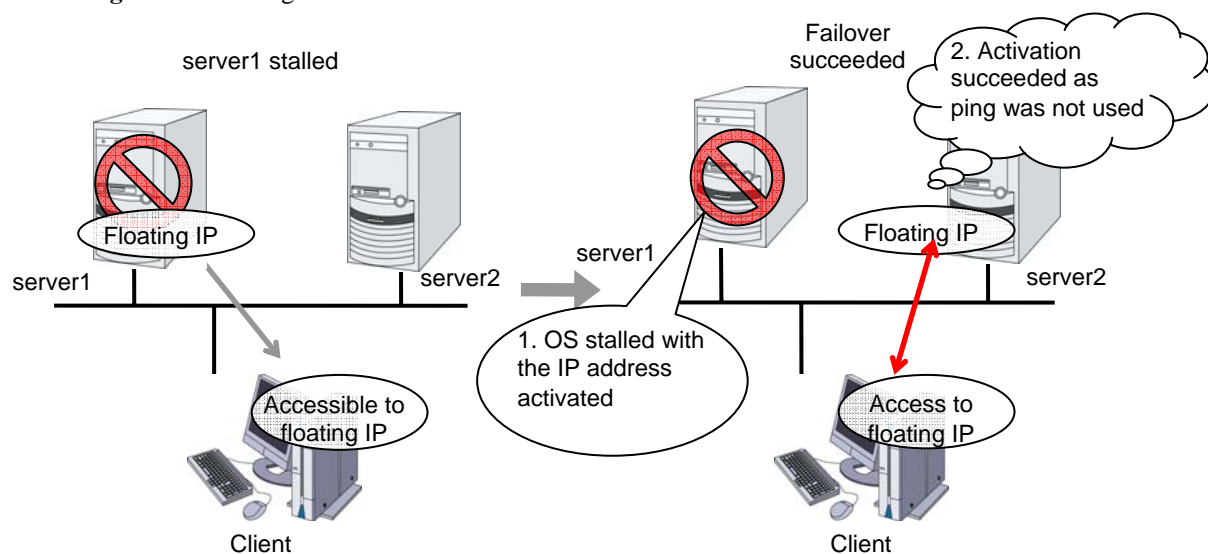 server1 stalled
Floating IP
server1
server2
Accessible to
floating IP
Client
Failover
succeeded
2. Activation
succeeded as
ping was not used
Floating IP
server1
server2
1. OS stalled with
the IP address
activated
Access to
floating IP
Client